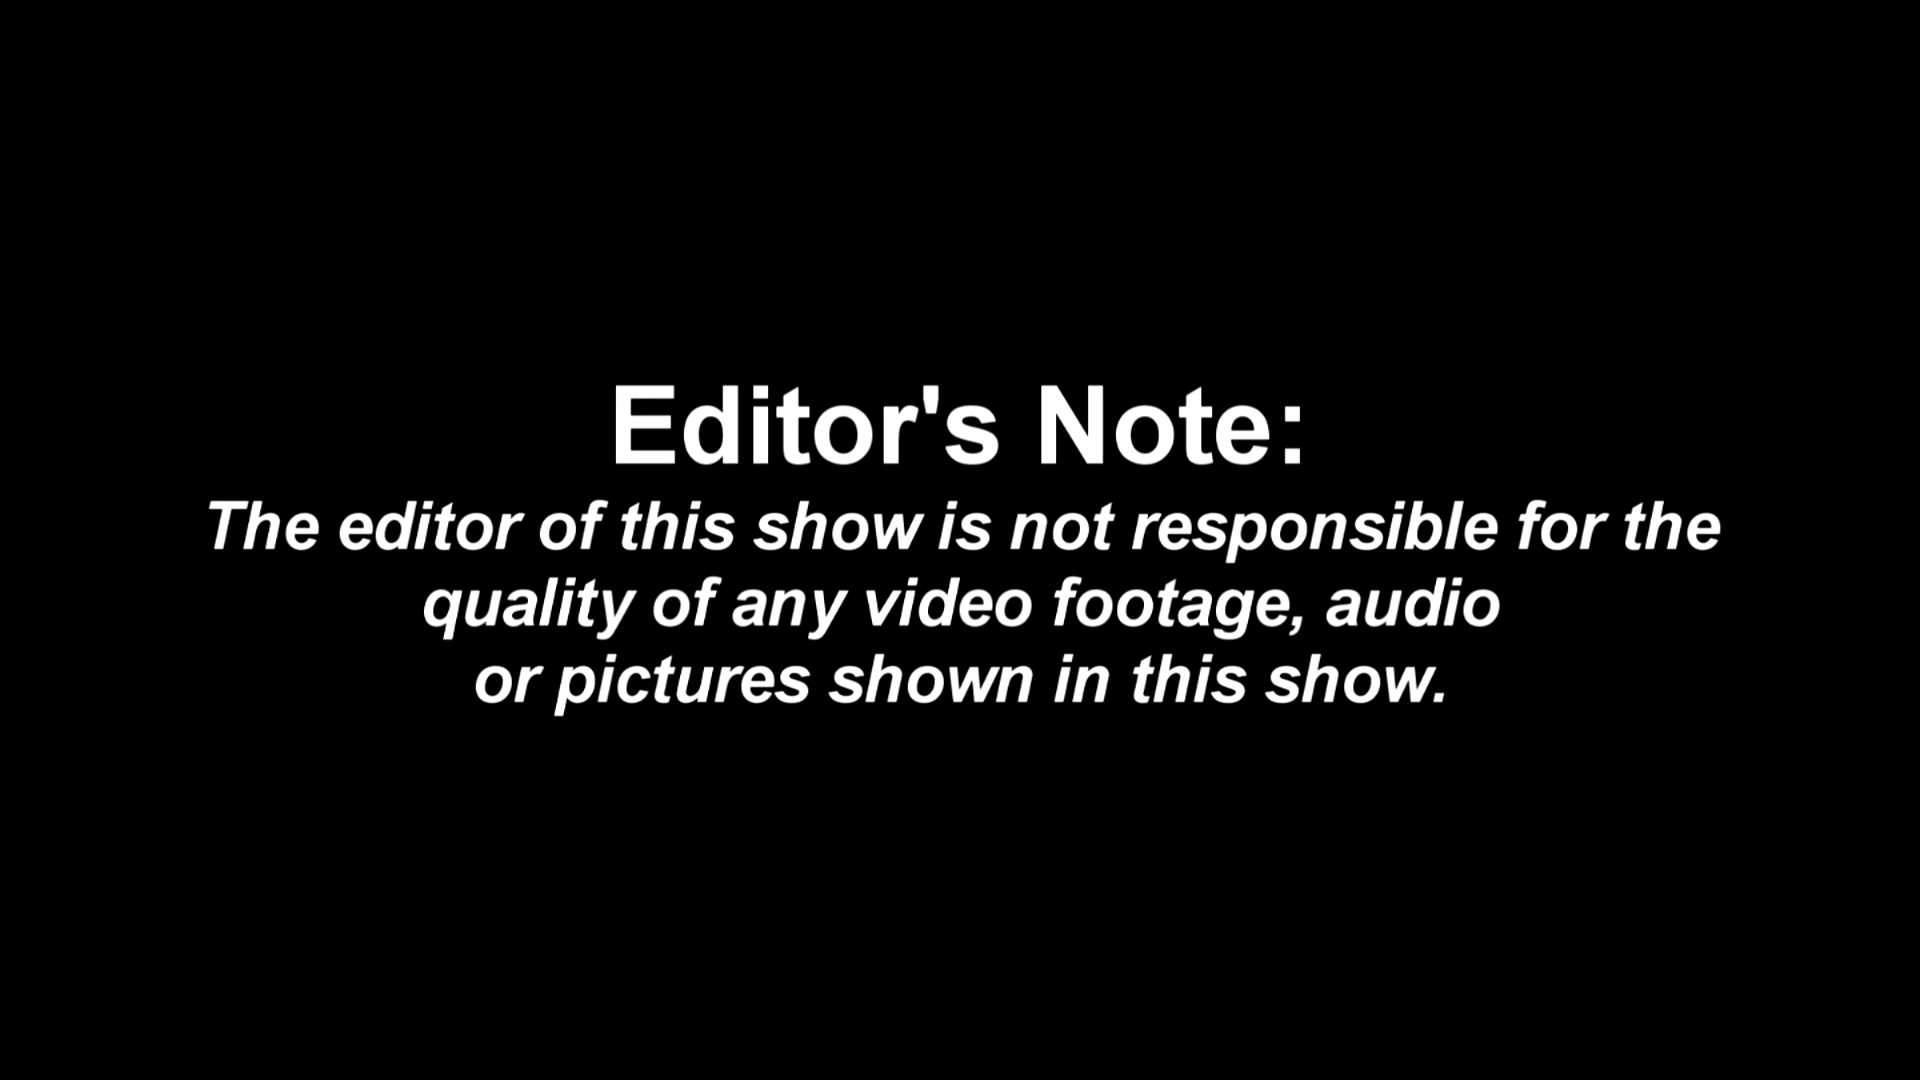 Editor's Note:
The editor of this show is not responsible for the
quality of any video footage, audio
or pictures shown in this show.